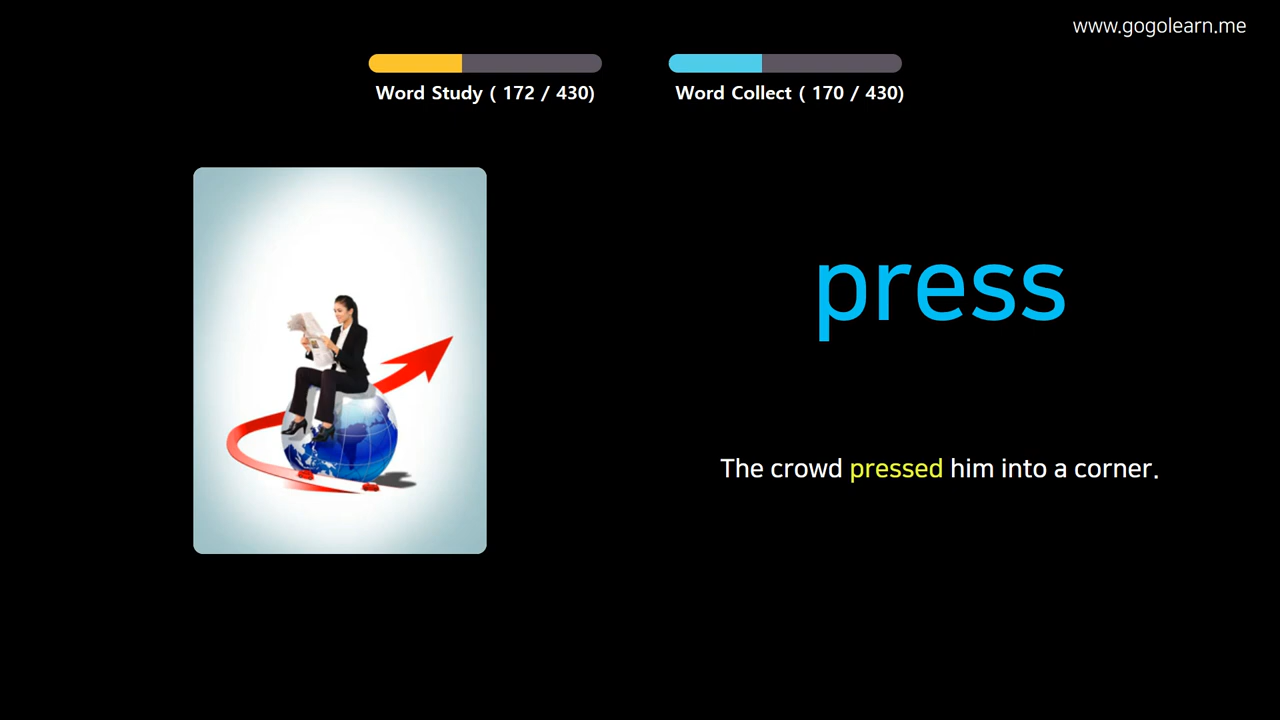 www.gogolearn.me
Word Study ( 172 / 430)
Word Collect ( 170 / 430)
press
The crowd pressed him into a corner.